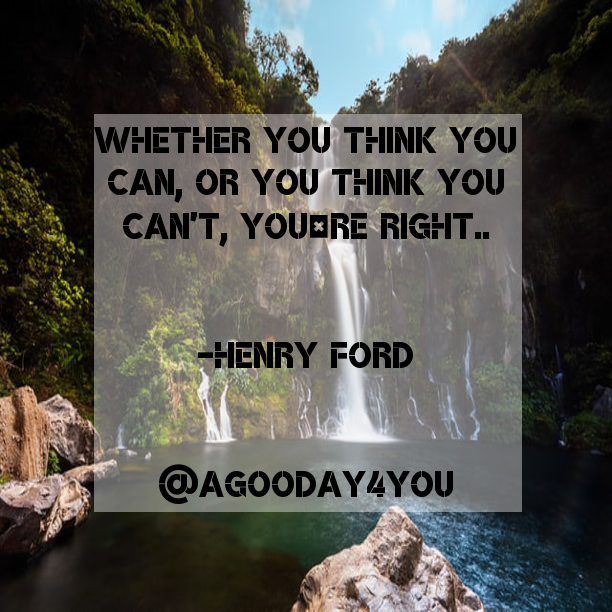 WHETHER YOU THINK YOU
CAN, OR YOU THINK YOU
CAN'T, YOU☒RE RIGHT..
-HENRY FORD
@AGOODAY4YOU